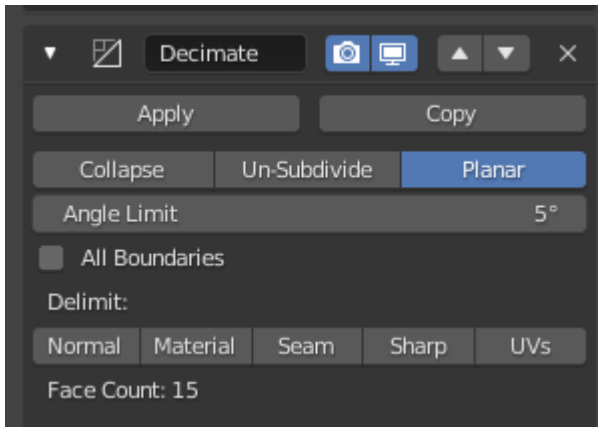 Decimate
Apply Copy
Collapse Un-Subdivide Planar
Angle Limit 5°
All Boundaries
Delimit:
Normal Material Seam Sharp UVs
Face Count: 15